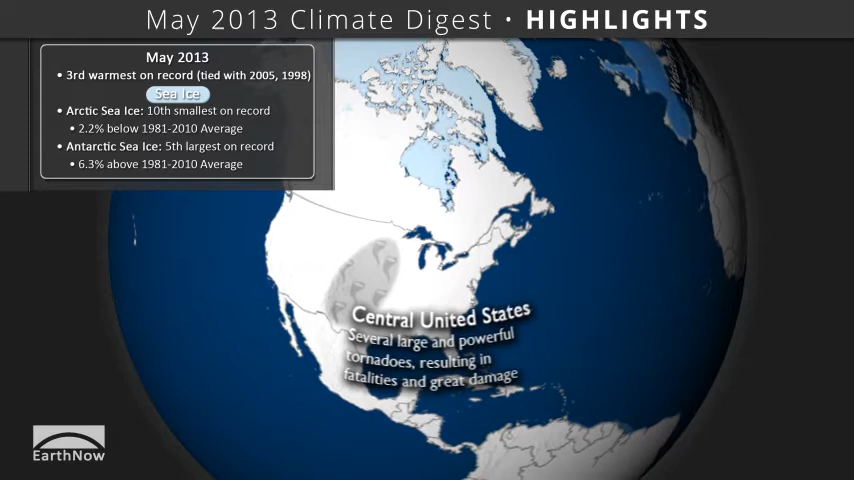 May 2013 Climate Digest • HIGHLIGHTS
May 2013
• 3rd warmest on record (tied with 2005, 1998)
Sea Ice
• Arctic Sea Ice: 10th smallest on record
• 2.2% below 1981-2010 Average
• Antarctic Sea Ice: 5th largest on record
• 6.3% above 1981-2010 Average
Central United States
Several large and powerful
tornadoes, resulting in
fatalities and great damage
EarthNow